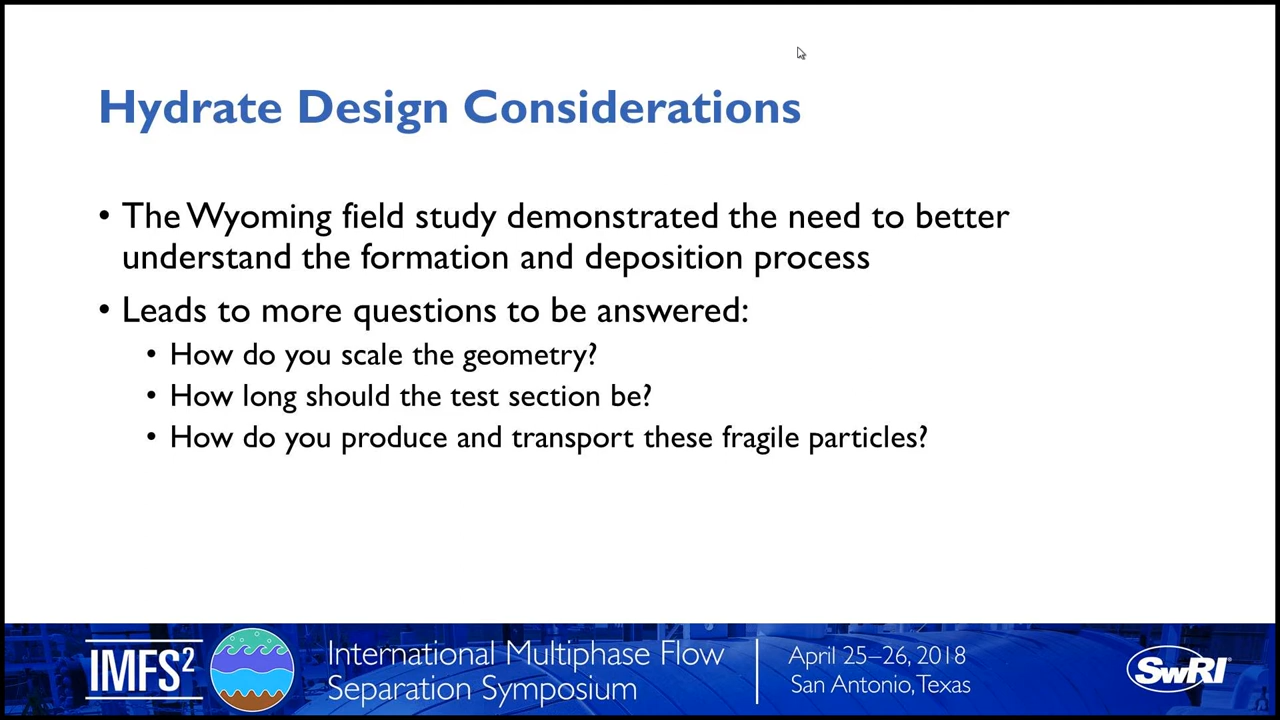 Hydrate Design Considerations
• The Wyoming field study demonstrated the need to better
understand the formation and deposition process
• Leads to more questions to be answered:
• How do you scale the geometry?
• How long should the test section be?
• How do you produce and transport these fragile particles?
IMFS²
International Multiphase Flow
Separation Symposium
April 25–26, 2018
San Antonio, Texas
SwRI®